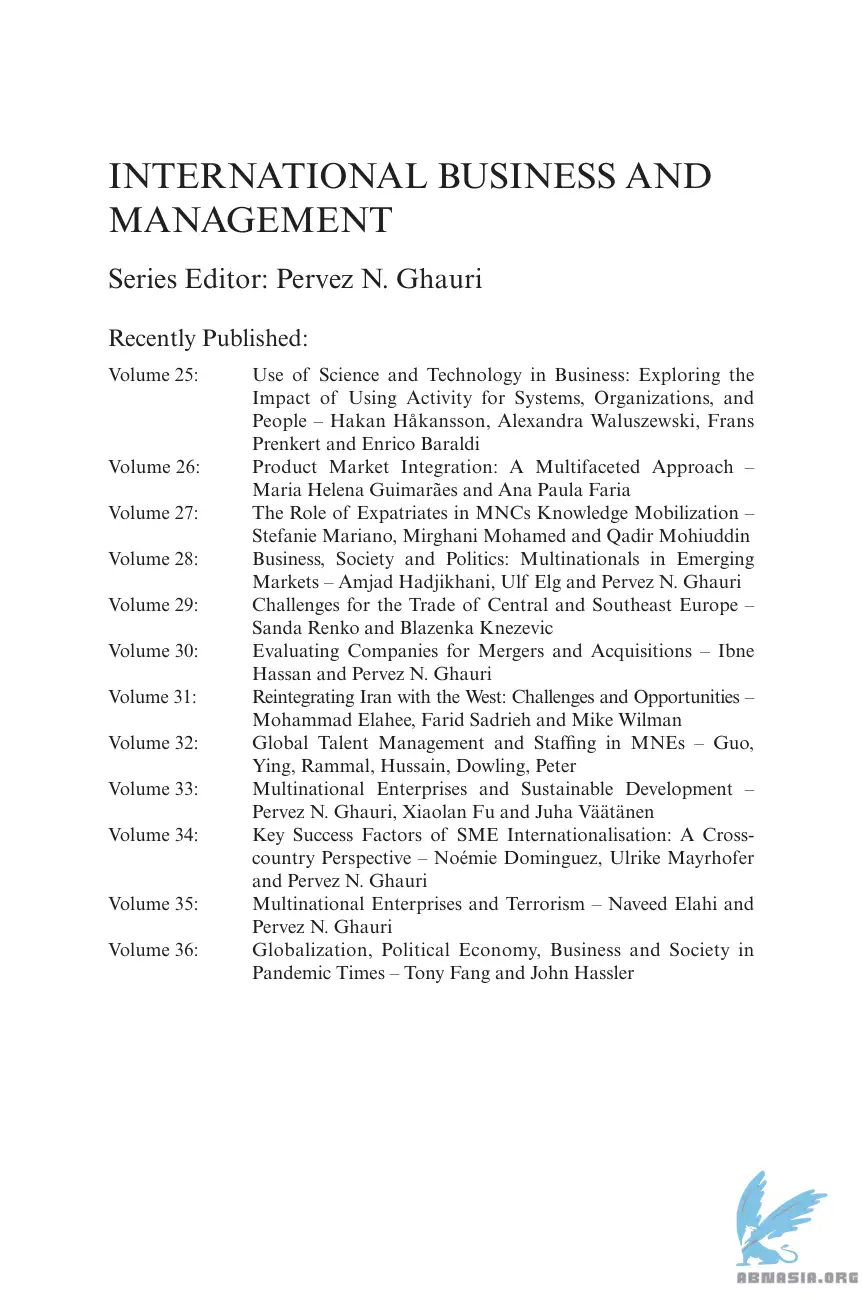 INTERNATIONAL BUSINESS AND
MANAGEMENT
Series Editor: Pervez N. Ghauri
Recently Published:
Volume 25: Use of Science and Technology in Business: Exploring the
Impact of Using Activity for Systems, Organizations, and
People – Hakan Håkansson, Alexandra Waluszewski, Frans
Prenkert and Enrico Baraldi
Volume 26: Product Market Integration: A Multifaceted Approach –
Maria Helena Guimarães and Ana Paula Faria
Volume 27: The Role of Expatriates in MNCs Knowledge Mobilization –
Stefanie Mariano, Mirghani Mohamed and Qadir Mohiuddin
Volume 28: Business, Society and Politics: Multinationals in Emerging
Markets – Amjad Hadjikhani, Ulf Elg and Pervez N. Ghauri
Volume 29: Challenges for the Trade of Central and Southeast Europe –
Sanda Renko and Blazenka Knezevic
Volume 30: Evaluating Companies for Mergers and Acquisitions – Ibne
Hassan and Pervez N. Ghauri
Volume 31: Reintegrating Iran with the West: Challenges and Opportunities –
Mohammad Elahee, Farid Sadrieh and Mike Wilman
Volume 32: Global Talent Management and Staffing in MNEs – Guo,
Ying, Rammal, Hussain, Dowling, Peter
Volume 33: Multinational Enterprises and Sustainable Development –
Pervez N. Ghauri, Xiaolan Fu and Juha Väätänen
Volume 34: Key Success Factors of SME Internationalisation: A Cross-
country Perspective – Noémie Dominguez, Ulrike Mayrhofer
and Pervez N. Ghauri
Volume 35: Multinational Enterprises and Terrorism – Naveed Elahi and
Pervez N. Ghauri
Volume 36: Globalization, Political Economy, Business and Society in
Pandemic Times – Tony Fang and John Hassler
ABNASIA.ORG